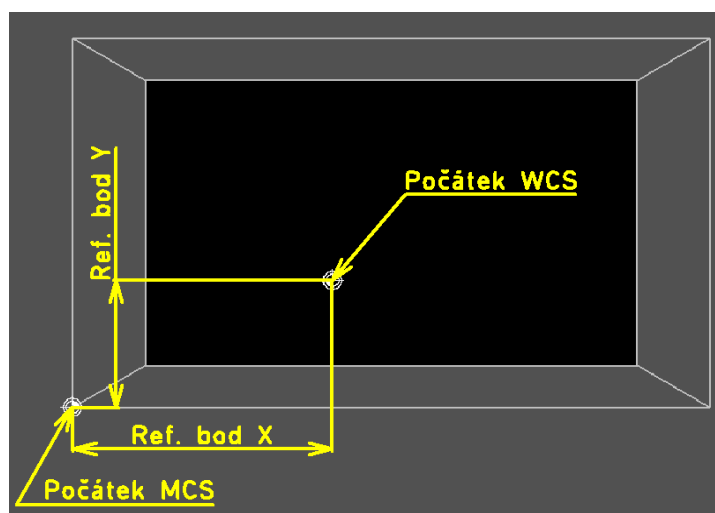 Ref. bod Y
Počátek WCS
Ref. bod X
Počátek MCS